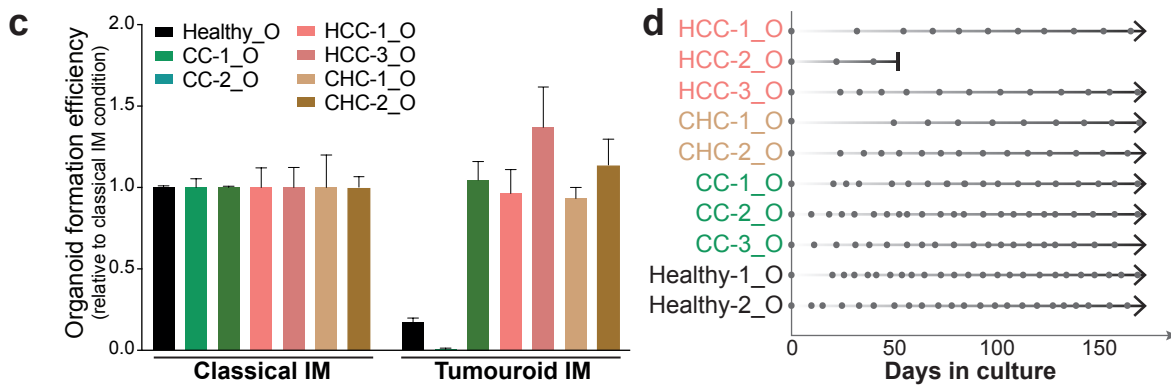 c
Organoid formation efficiency
(relative to classical IM condition)
2.0
1.5
1.0
0.5
0.0
Healthy_O
CC-1_O
CC-2_O
HCC-1_O
HCC-3_O
CHC-1_O
CHC-2_O
Classical IM
Tumouroid IM
d
HCC-1_O
HCC-2_O
HCC-3_O
CHC-1_O
CHC-2_O
CC-1_O
CC-2_O
CC-3_O
Healthy-1_O
Healthy-2_O
0 50 100 150
Days in culture